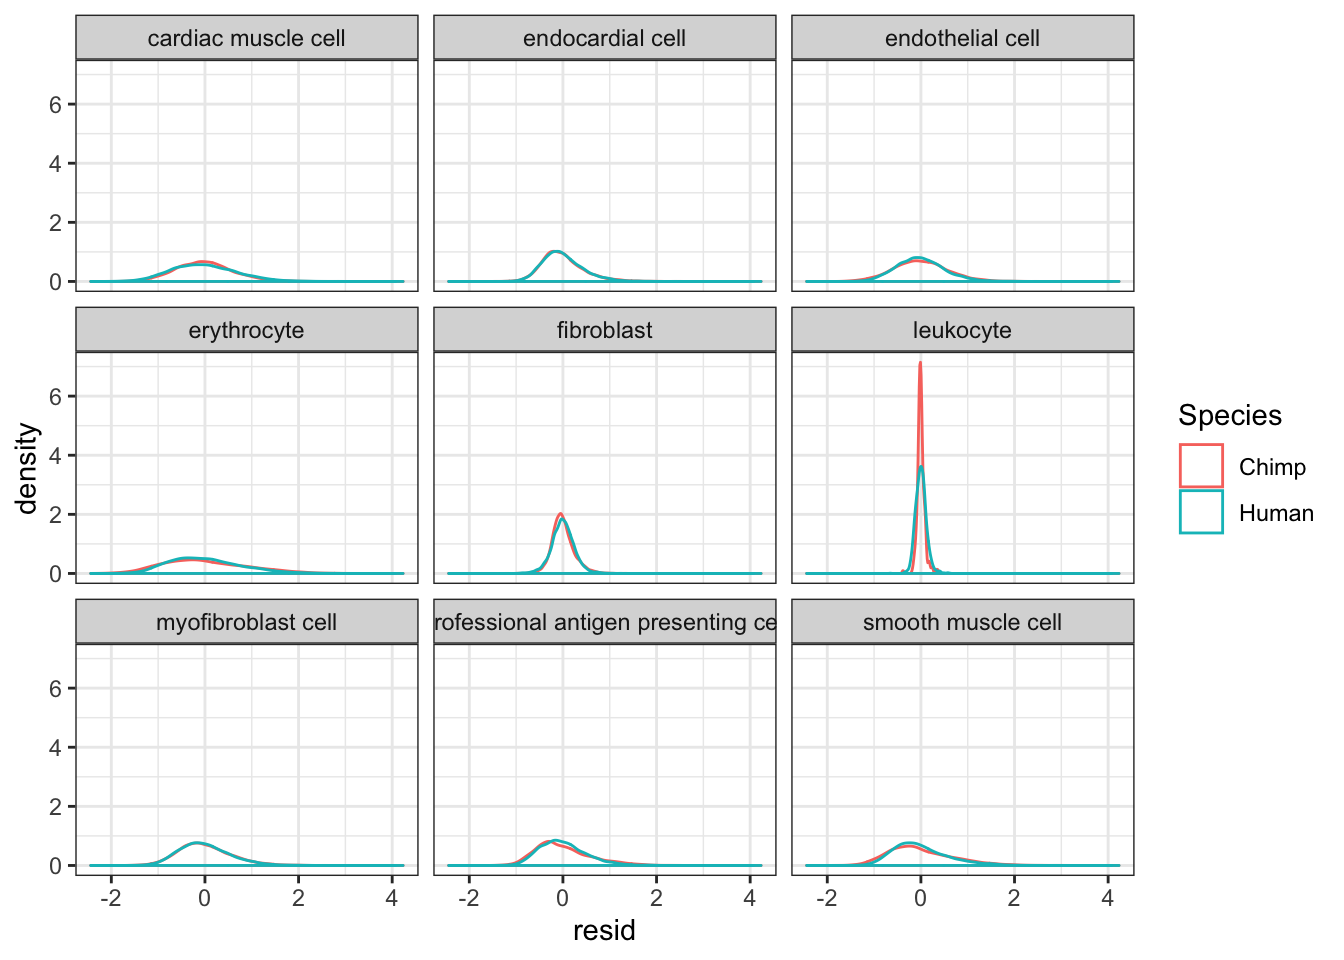 cardiac muscle cell
endocardial cell
endothelial cell
6
4
2
0
erythrocyte
fibroblast
leukocyte
6
4
2
0
density
myofibroblast cell
rofessional antigen presenting ce
smooth muscle cell
6
4
2
0
-2 0 2 4
-2 0 2 4
-2 0 2 4
resid
Species
Chimp
Human